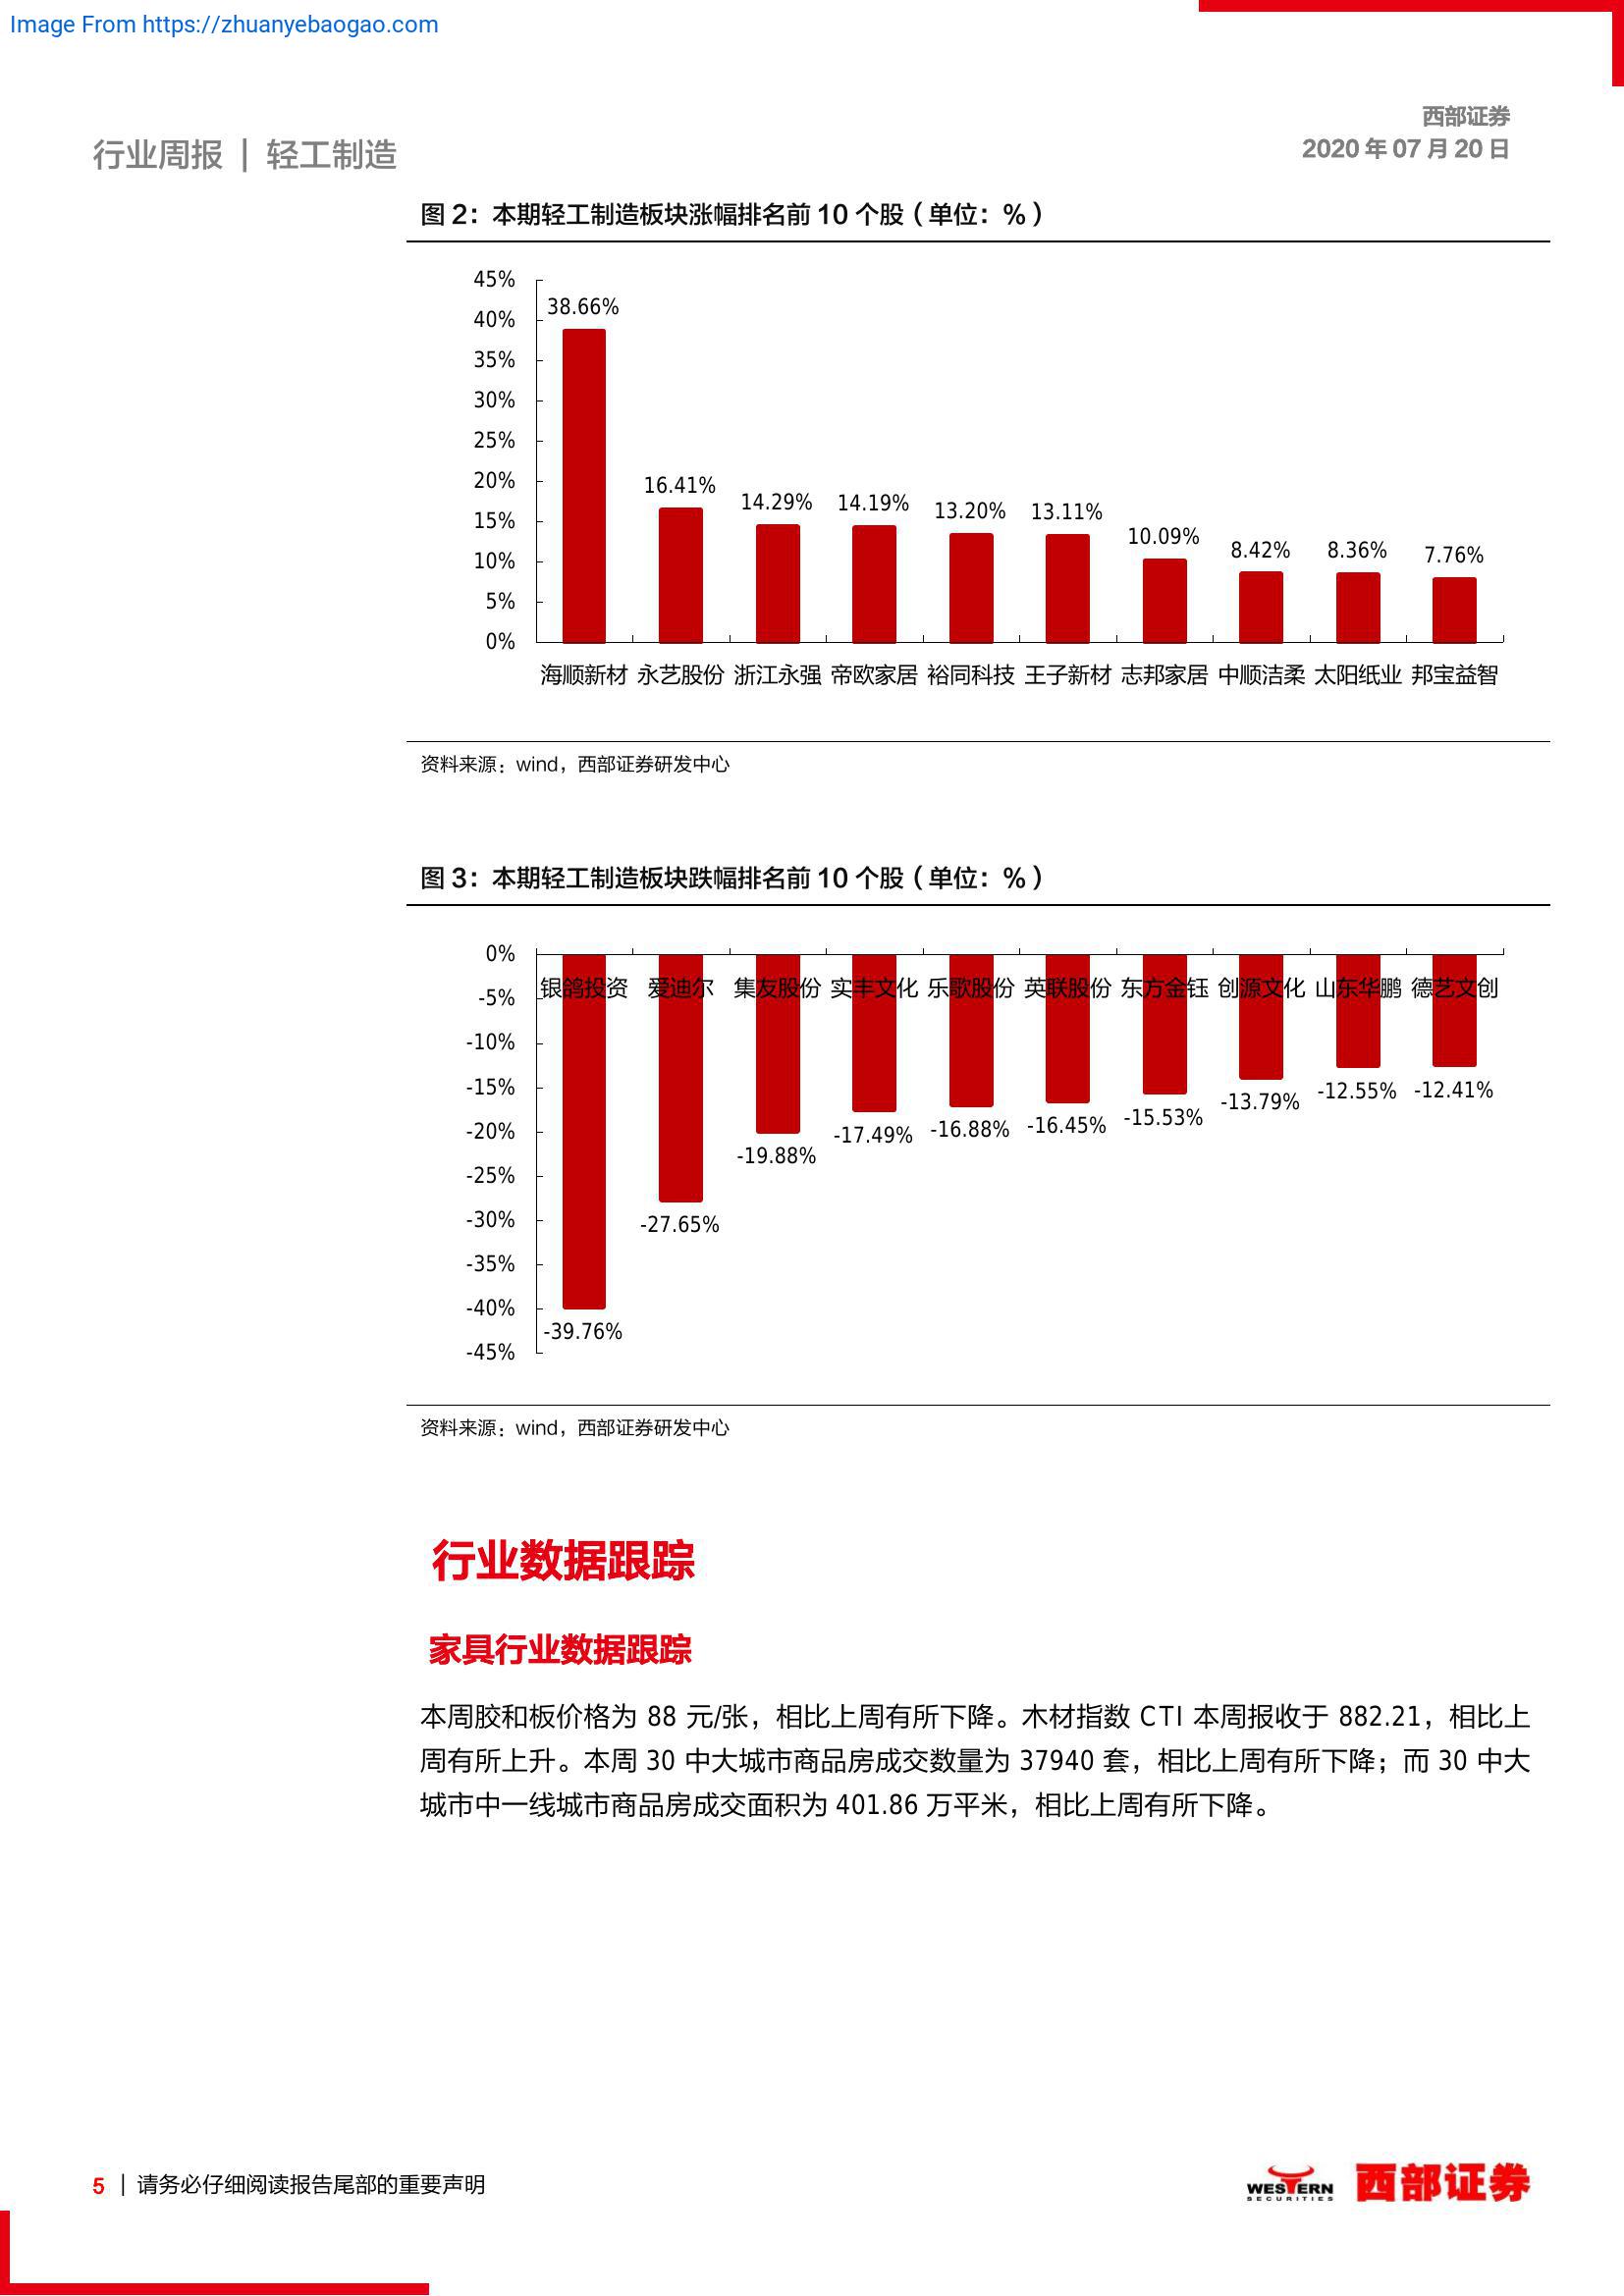 Image From https://zhuanyebaogao.com
西部证券
行业周报 | 轻工制造
2020 年 07 月 20 日
图 2：本期轻工制造板块涨幅排名前 10 个股（单位：%）
45%
40%
35%
30%
25%
20%
15%
10%
5%
0%
38.66%
16.41%
14.29%
14.19%
13.20%
13.11%
10.09%
8.42%
8.36%
7.76%
海顺新材 永艺股份 浙江永强 帝欧家居 裕同科技 王子新材 志邦家居 中顺洁柔 太阳纸业 邦宝益智
资料来源：wind，西部证券研发中心
图 3：本期轻工制造板块跌幅排名前 10 个股（单位：%）
0%
-5%
-10%
-15%
-20%
-25%
-30%
-35%
-40%
-45%
银鸽投资 爱迪尔 集友股份 实丰文化 乐歌股份 英联股份 东方金钰 创源文化 山东华鹏 德艺文创
-39.76%
-27.65%
-19.88%
-17.49%
-16.88%
-16.45%
-15.53%
-13.79%
-12.55%
-12.41%
资料来源：wind，西部证券研发中心
行业数据跟踪
家具行业数据跟踪
本周胶和板价格为 88 元/张，相比上周有所下降。木材指数 CTI 本周报收于 882.21，相比上
周有所上升。本周 30 中大城市商品房成交数量为 37940 套，相比上周有所下降；而 30 中大
城市中一线城市商品房成交面积为 401.86 万平米，相比上周有所下降。
5 | 请务必仔细阅读报告尾部的重要声明
WESTERN
SECURITIES
西部证券